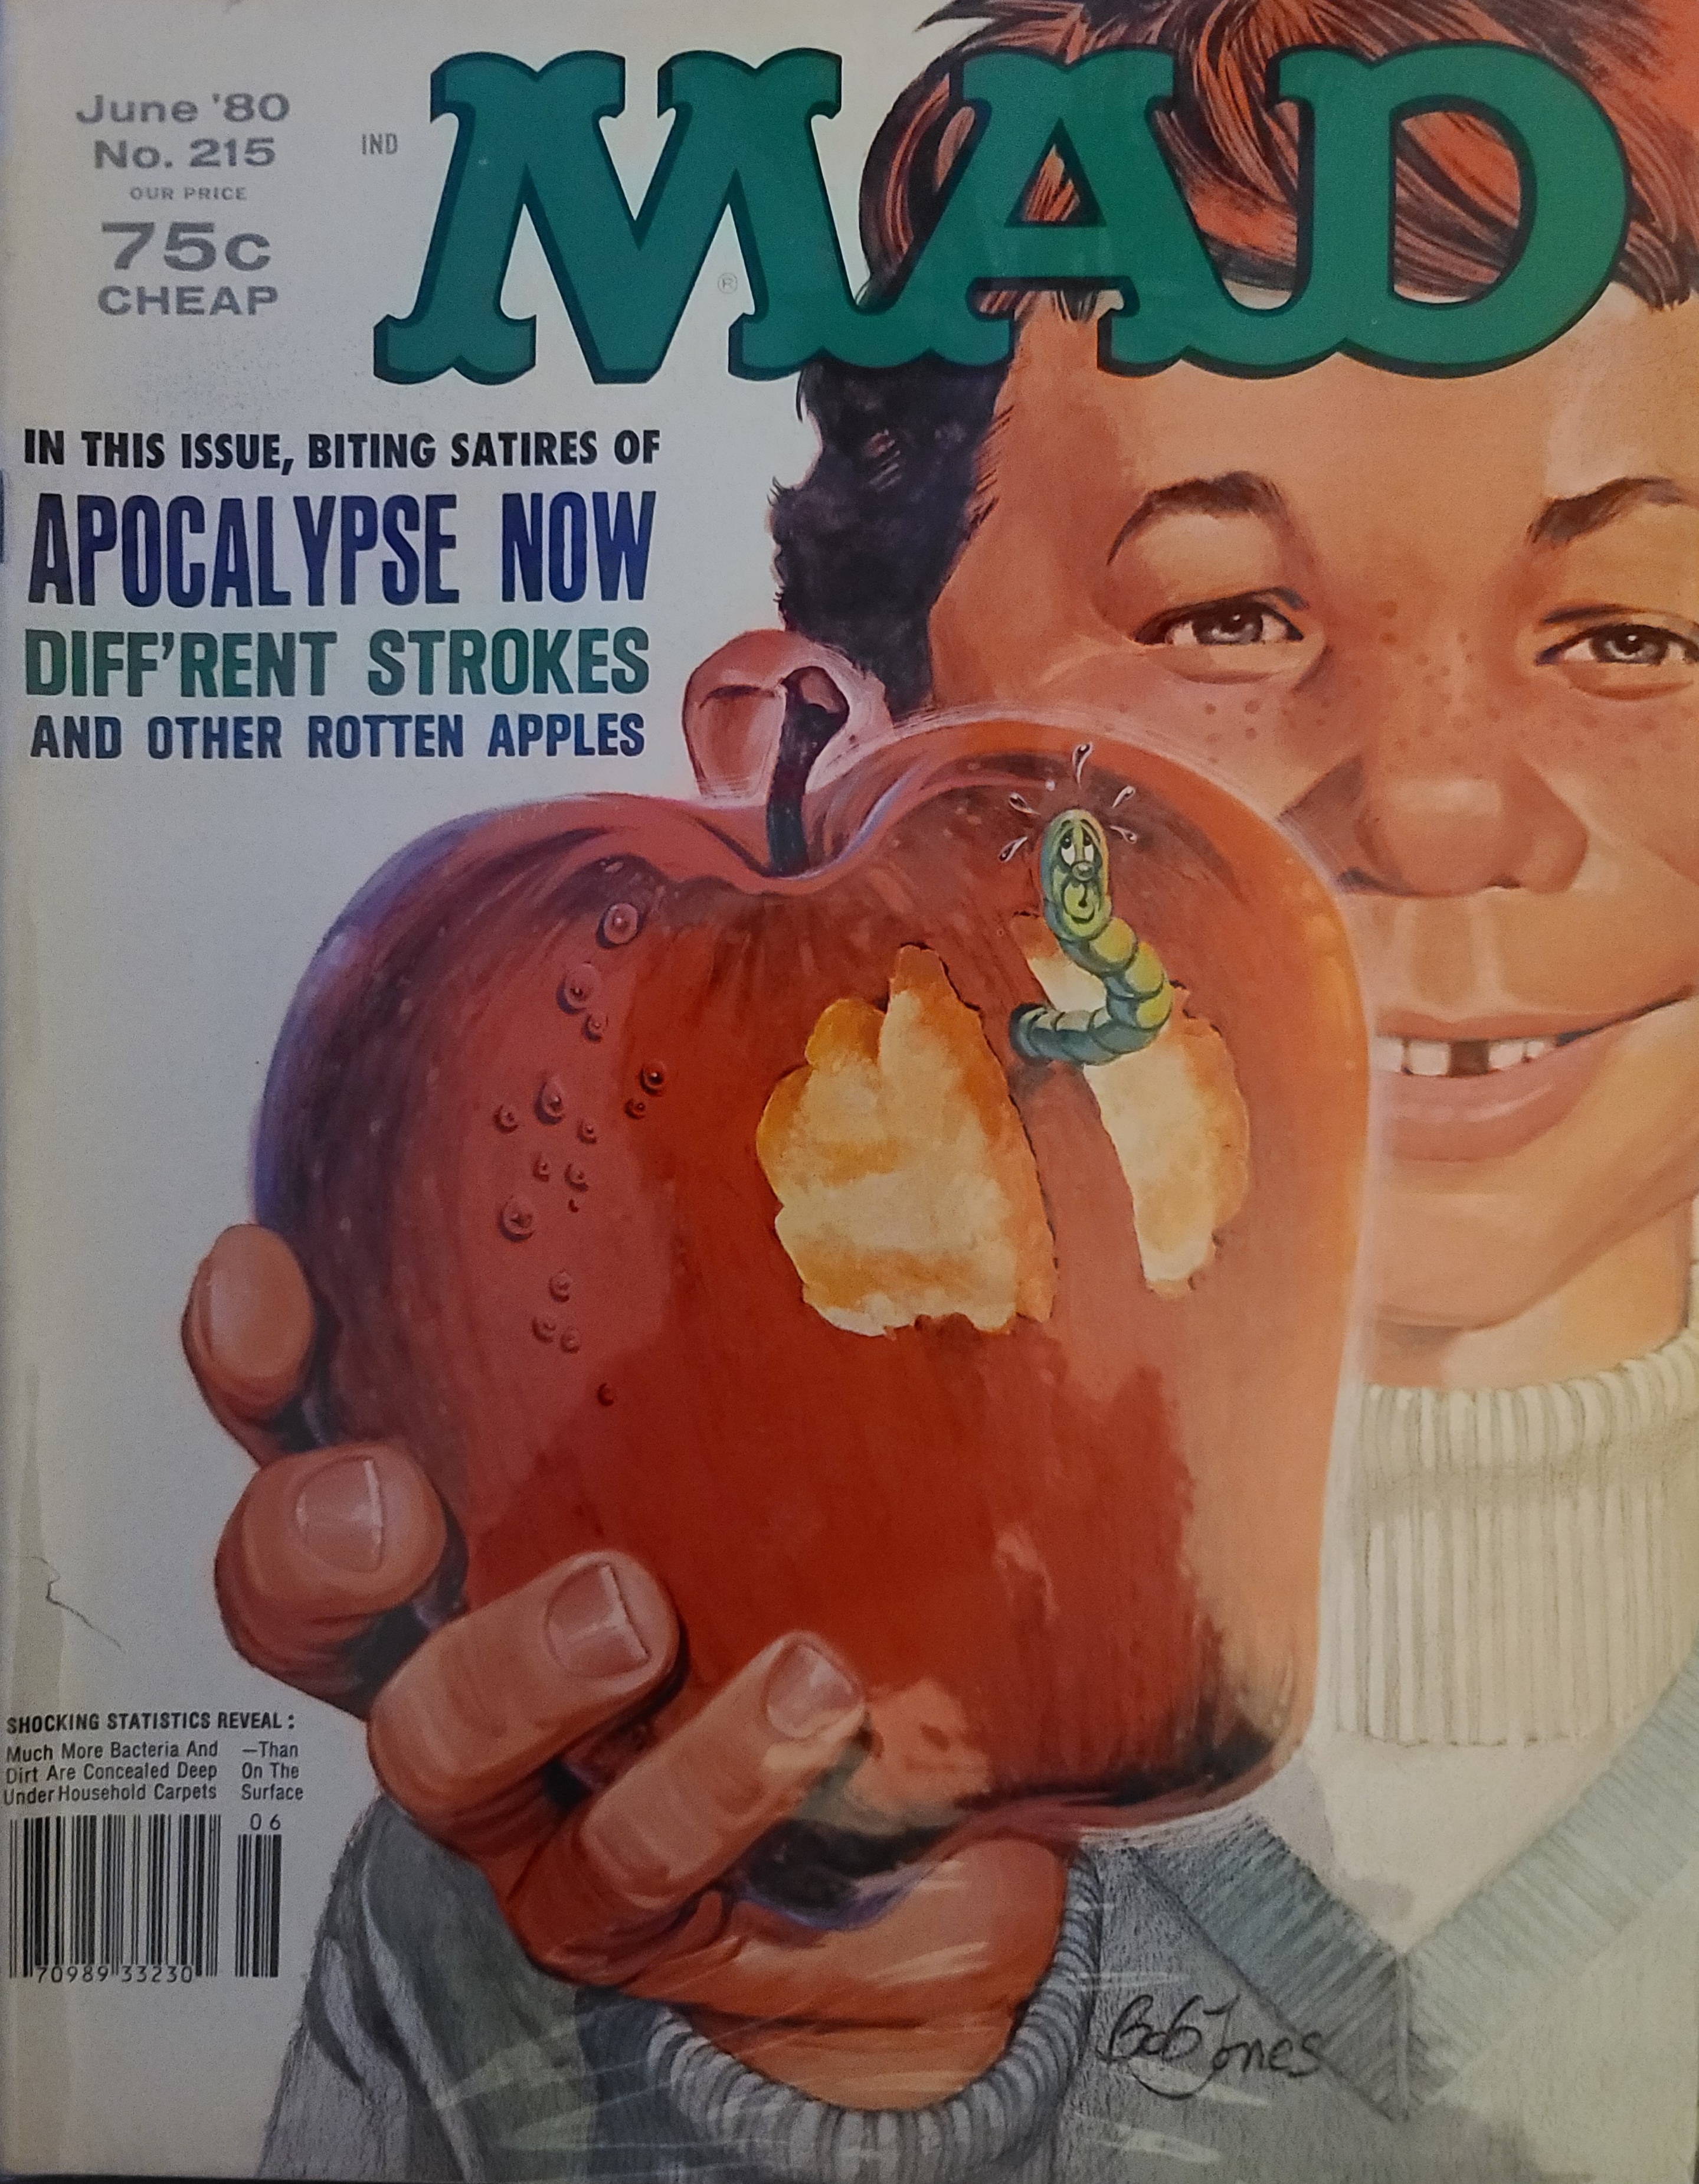 MAD
June '80
No. 215
OUR PRICE
75c
CHEAP
IND
®
IN THIS ISSUE, BITING SATIRES OF
APOCALYPSE NOW
DIFF'RENT STROKES
AND OTHER ROTTEN APPLES
SHOCKING STATISTICS REVEAL :
Much More Bacteria And —Than
Dirt Are Concealed Deep On The
Under Household Carpets Surface
06
70989 33230
Bob Jones